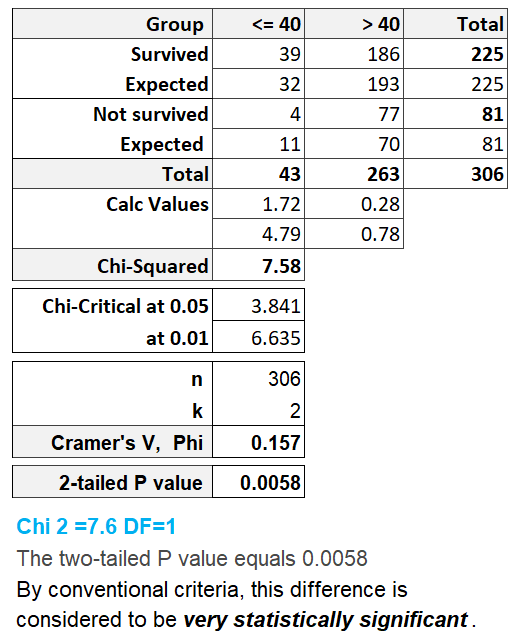 Group <= 40 > 40 Total
Survived 39 186 225
Expected 32 193 225
Not survived 4 77 81
Expected 11 70 81
Total 43 263 306
Calc Values 1.72 0.28
4.79 0.78
Chi-Squared 7.58
Chi-Critical at 0.05 3.841
at 0.01 6.635
n 306
k 2
Cramer's V, Phi 0.157
2-tailed P value 0.0058
Chi 2 =7.6 DF=1
The two-tailed P value equals 0.0058
By conventional criteria, this difference is
considered to be very statistically significant .